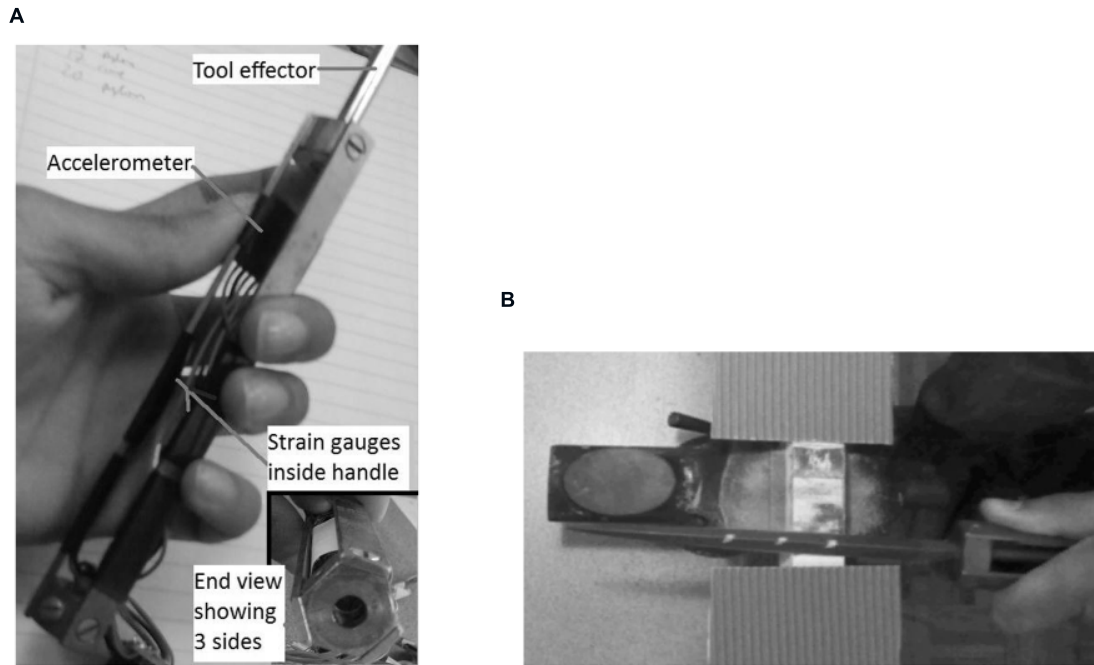 A
Tool effector
Accelerometer
Strain gauges
inside handle
End view
showing
3 sides
B